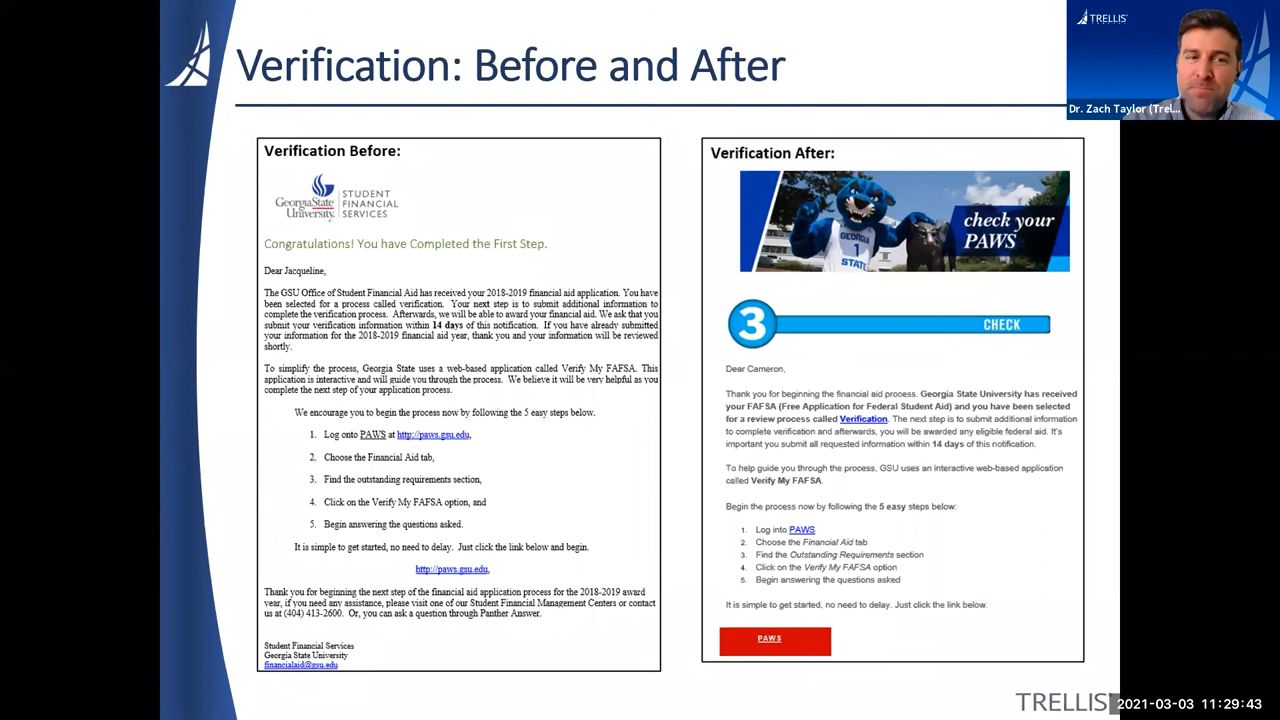 Verification: Before and After
TRELLIS
Dr. Zach Taylor (Trel...
Verification Before:
GeorgiaState
University.
STUDENT
FINANCIAL
SERVICES
Congratulations! You have Completed the First Step.
Dear Jacqueline,
The GSU Office of Student Financial Aid has received your 2018-2019 financial aid application. You have
been selected for a process called verification. Your next step is to submit additional information to
complete the verification process. Afterwards, we will be able to award your financial aid. We ask that you
submit your verification information within 14 days of this notification. If you have already submitted
your information for the 2018-2019 financial aid year, thank you and your information will be reviewed
shortly.
To simplify the process, Georgia State uses a web-based application called Verify My FAFSA. This
application is interactive and will guide you through the process. We believe it will be very helpful as you
complete the next step of your application process.
We encourage you to begin the process now by following the 5 easy steps below.
1. Log onto PAWS at http://paws.gsu.edu,
2. Choose the Financial Aid tab,
3. Find the outstanding requirements section,
4. Click on the Verify My FAFSA option, and
5. Begin answering the questions asked.
It is simple to get started, no need to delay. Just click the link below and begin.
http://paws.gsu.edu,
Thank you for beginning the next step of the financial aid application process for the 2018-2019 award
year, if you need any assistance, please visit one of our Student Financial Management Centers or contact
us at (404) 413-2600. Or, you can ask a question through Panther Answer.
Student Financial Services
Georgia State University
financialaid@gsu.edu
Verification After:
GEORGIA
1
STATE
check your
PAWS
3
CHECK
Dear Cameron,
Thank you for beginning the financial aid process. Georgia State University has received
your FAFSA (Free Application for Federal Student Aid) and you have been selected
for a review process called Verification. The next step is to submit additional information
to complete verification and afterwards, you will be awarded any eligible federal aid. It's
important you submit all requested information within 14 days of this notification.
To help guide you through the process, GSU uses an interactive web-based application
called Verify My FAFSA.
Begin the process now by following the 5 easy steps below:
1. Log into PAWS
2. Choose the Financial Aid tab
3. Find the Outstanding Requirements section
4. Click on the Verify My FAFSA option
5. Begin answering the questions asked
It is simple to get started, no need to delay. Just click the link below.
PAWS
TRELLIS
2021-03-03 11:29:43